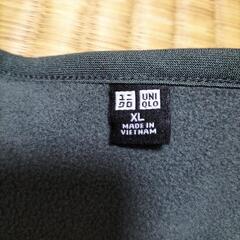 ユニ UNI
クロ QLO
XL
MADE IN
VIETNAM